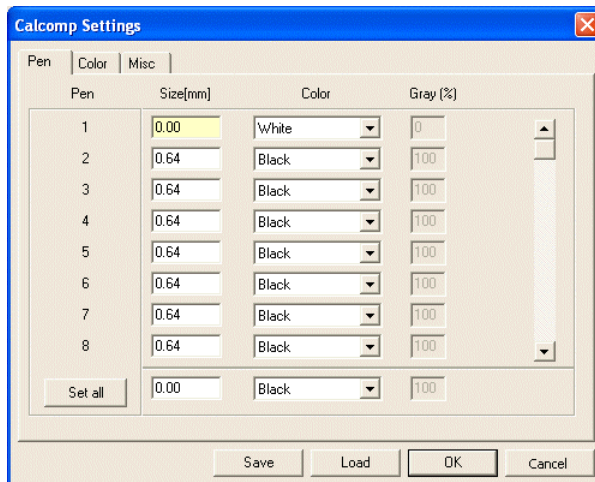 Calcomp Settings
Pen Color Misc
Pen Size[mm] Color Gray (%)
1 0.00 White 0
2 0.64 Black 100
3 0.64 Black 100
4 0.64 Black 100
5 0.64 Black 100
6 0.64 Black 100
7 0.64 Black 100
8 0.64 Black 100
Set all 0.00 Black 100
Save Load OK Cancel